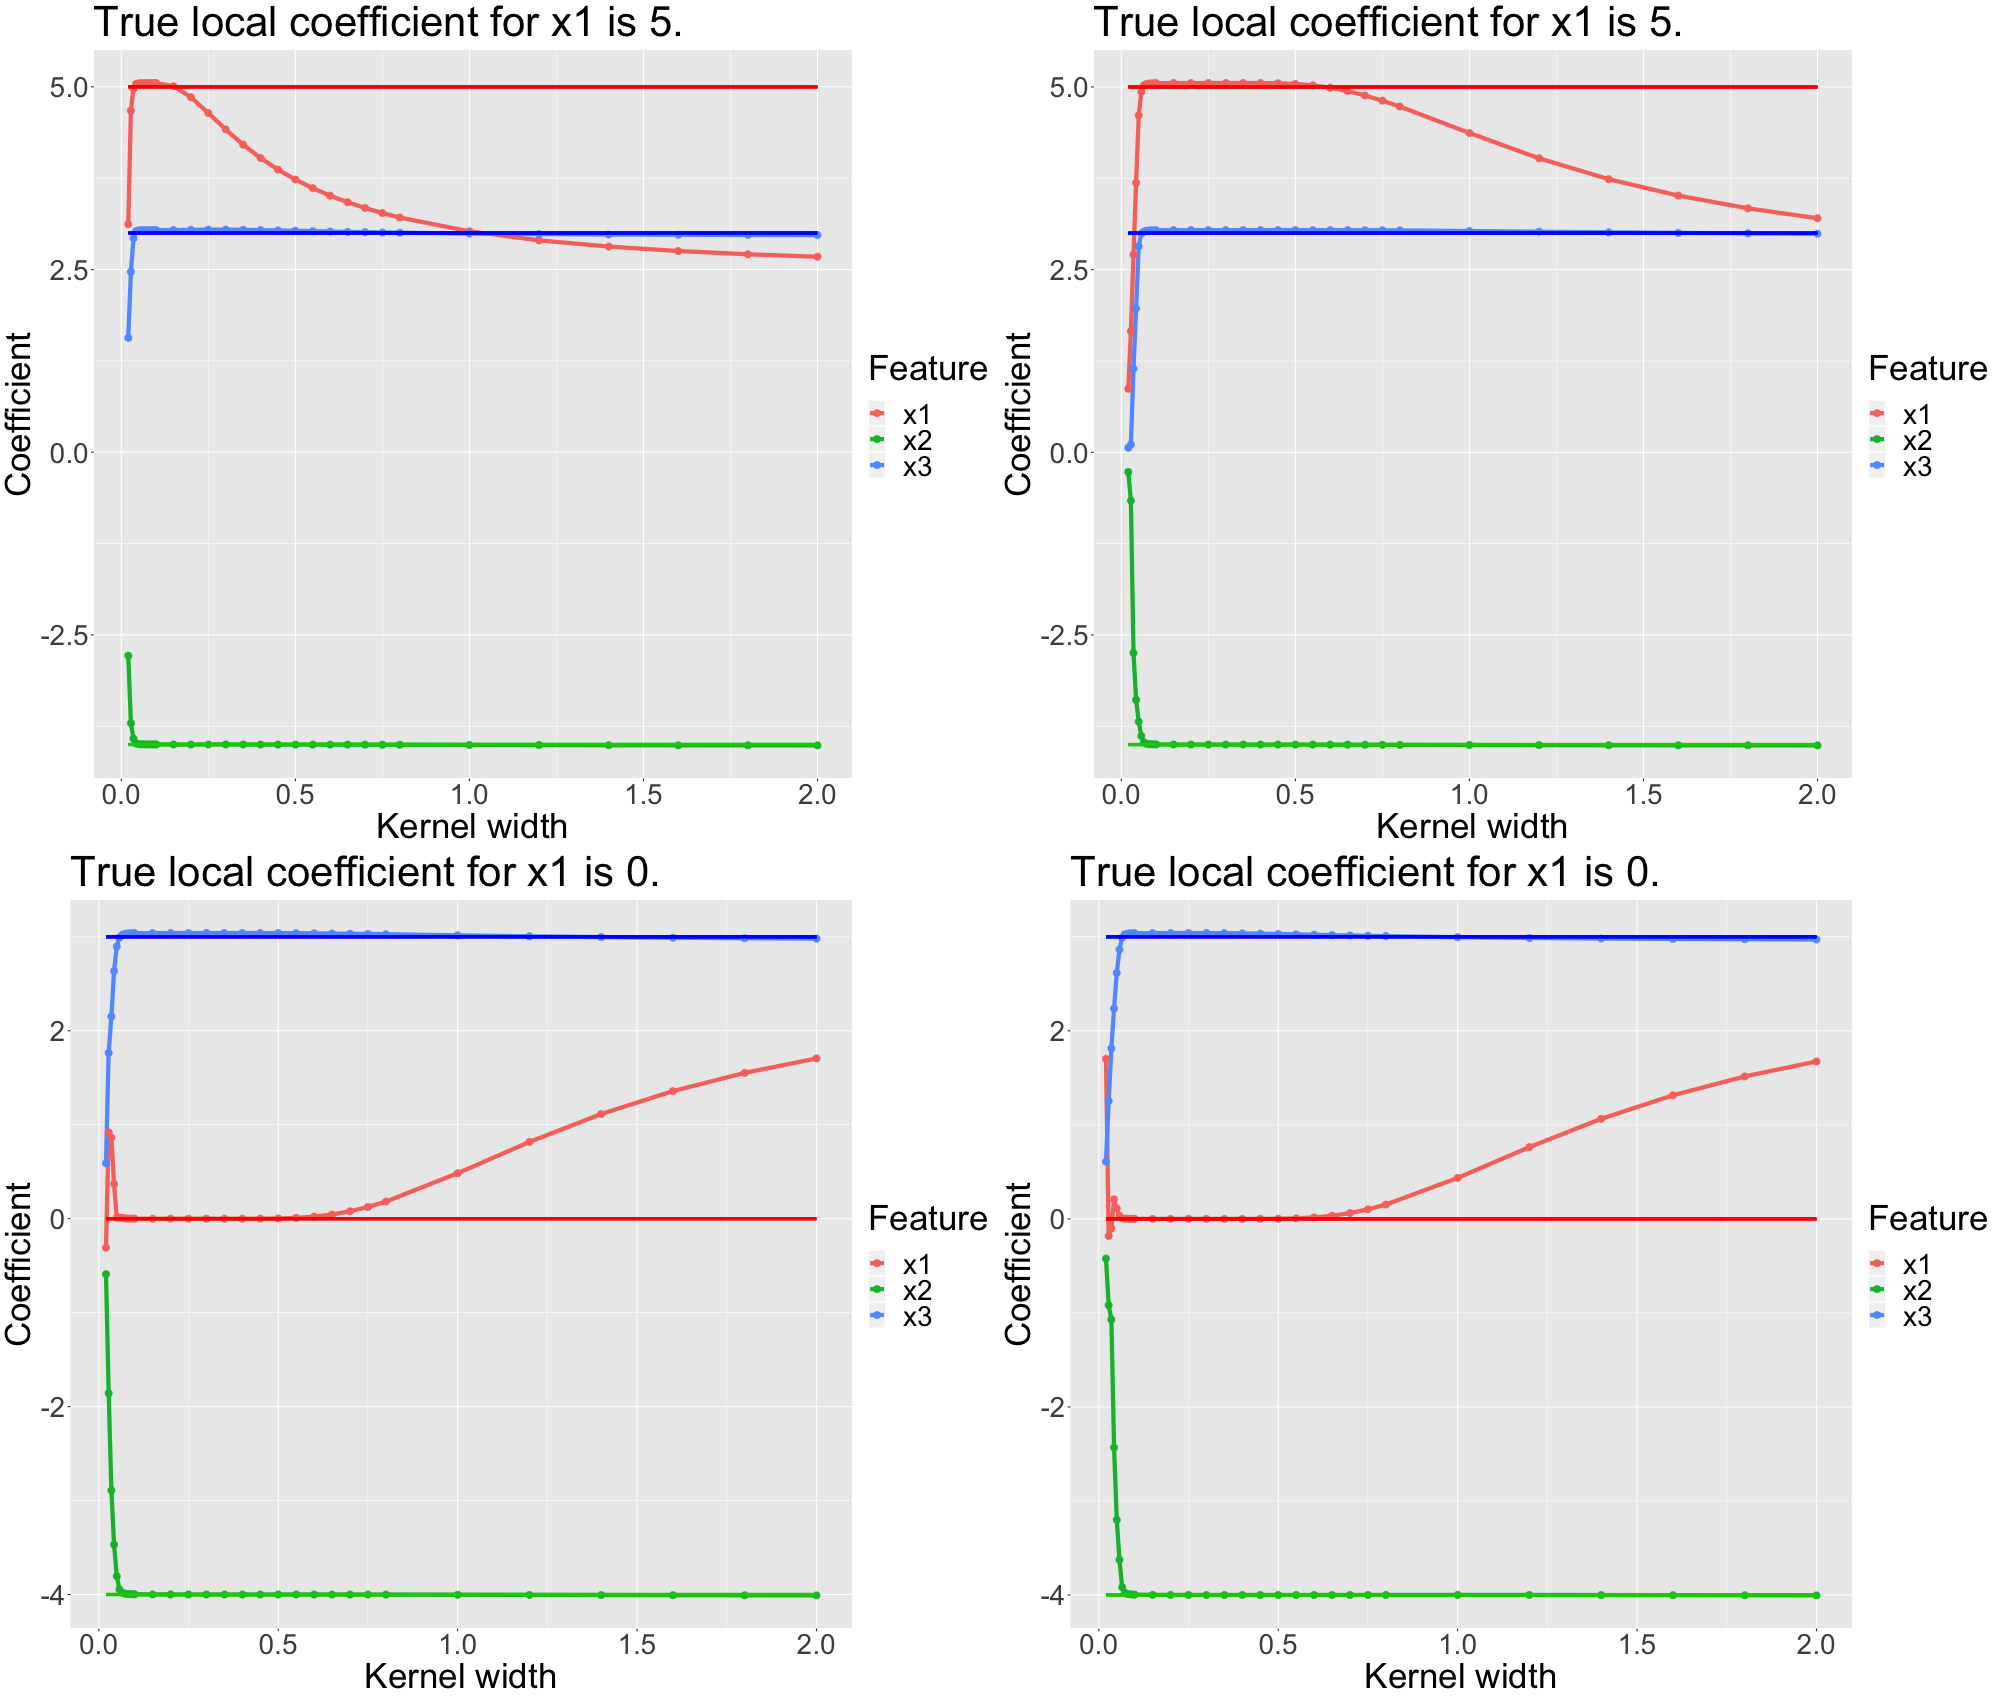 True local coefficient for x1 is 5.
5.0
2.5
0.0
-2.5
Coefficient
0.0 0.5 1.0 1.5 2.0
Kernel width
Feature
x1
x2
x3
True local coefficient for x1 is 5.
5.0
2.5
0.0
-2.5
Coefficient
0.0 0.5 1.0 1.5 2.0
Kernel width
Feature
x1
x2
x3
True local coefficient for x1 is 0.
2
0
-2
-4
Coefficient
0.0 0.5 1.0 1.5 2.0
Kernel width
Feature
x1
x2
x3
True local coefficient for x1 is 0.
2
0
-2
-4
Coefficient
0.0 0.5 1.0 1.5 2.0
Kernel width
Feature
x1
x2
x3